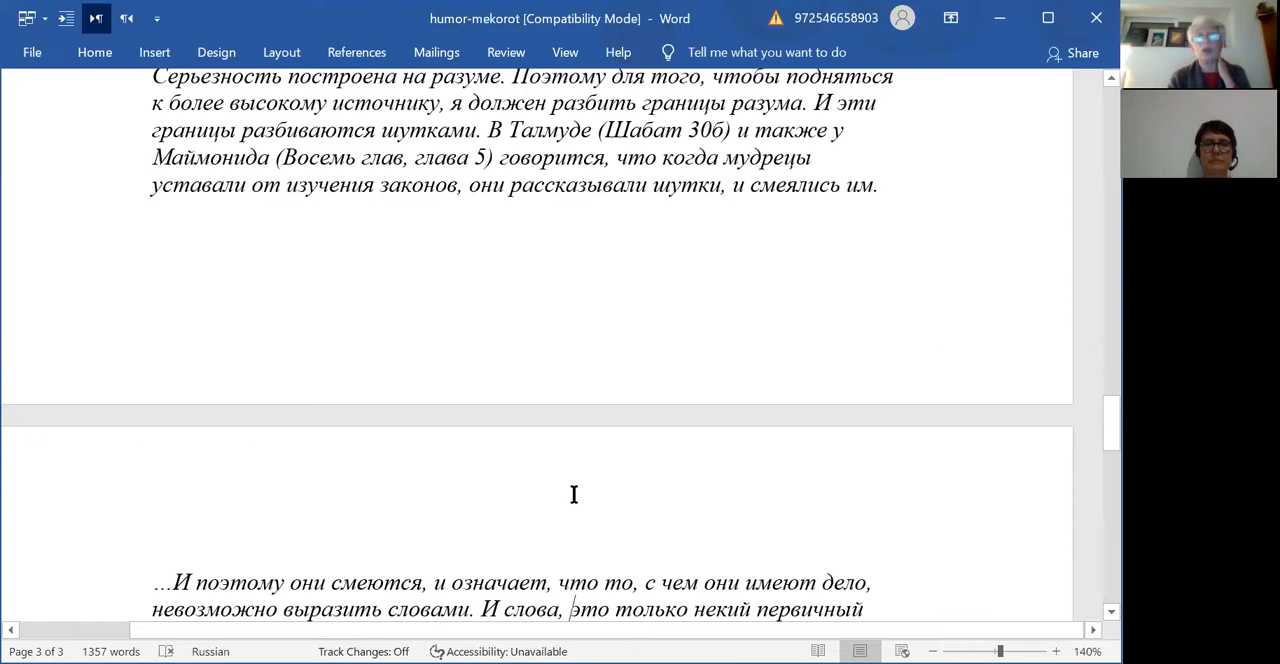 humor-mekorot [Compatibility Mode] - Word
972546658903
File Home Insert Design Layout References Mailings Review View Help Tell me what you want to do Share
Серьезность построена на разуме. Поэтому для того, чтобы подняться
к более высокому источнику, я должен разбить границы разума. И эти
границы разбиваются шутками. В Талмуде (Шабат 30б) и также у
Маймонида (Восемь глав, глава 5) говорится, что когда мудрецы
уставали от изучения законов, они рассказывали шутки, и смеялись им.
...И поэтому они смеются, и означает, что то, с чем они имеют дело,
невозможно выразить словами. И слова, это только некий первичный
Page 3 of 3 1357 words Russian Track Changes: Off Accessibility: Unavailable 140%